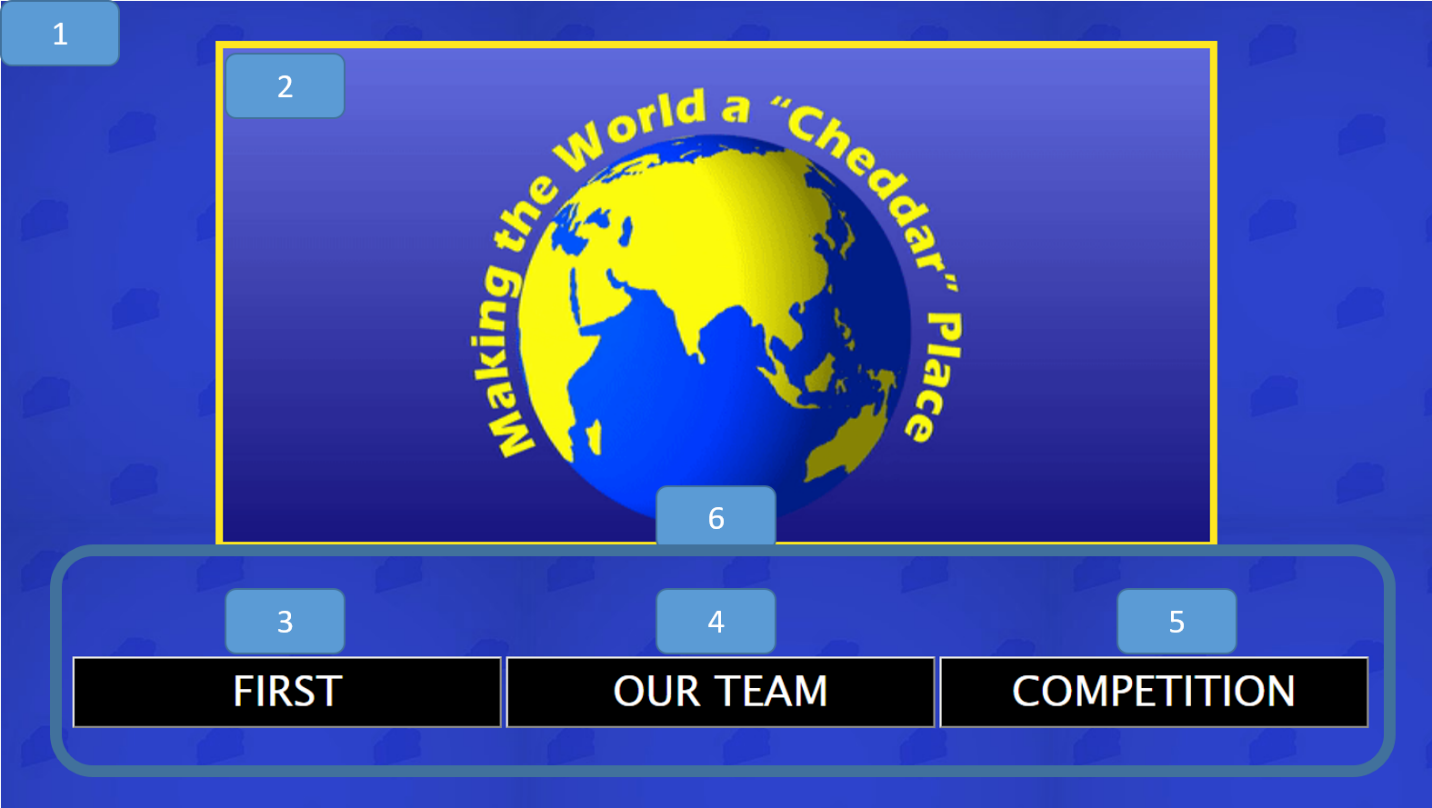 1
2
Making the World a “Cheddar” Place
6
3
4
5
FIRST
OUR TEAM
COMPETITION